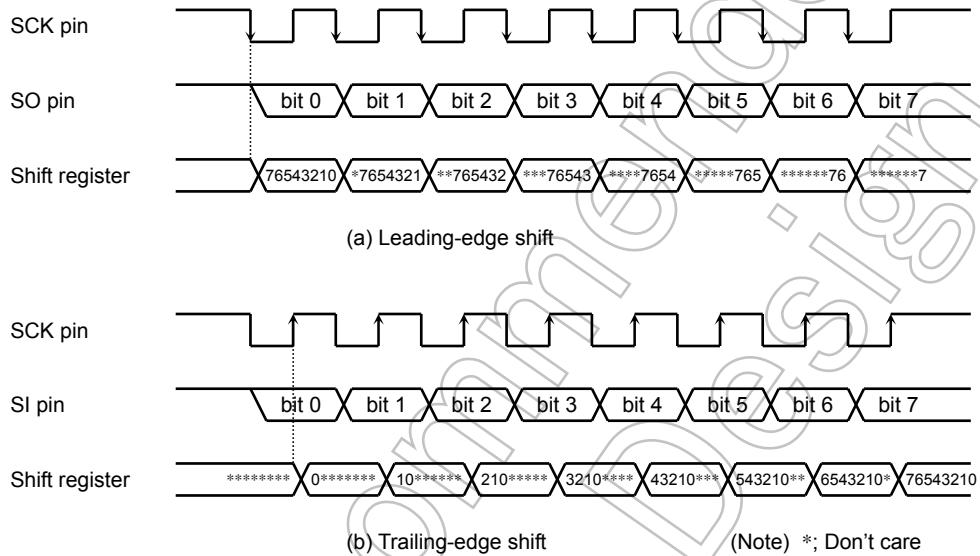 SCK pin
SO pin bit 0 bit 1 bit 2 bit 3 bit 4 bit 5 bit 6 bit 7
Shift register 76543210 *7654321 **765432 ***76543 ****7654 *****765 ******76 ******7
(a) Leading-edge shift
SCK pin
SI pin bit 0 bit 1 bit 2 bit 3 bit 4 bit 5 bit 6 bit 7
Shift register ******** 0******* 10****** 210***** 3210**** 43210*** 543210** 6543210* 76543210
(b) Trailing-edge shift (Note) *; Don't care
ommend
Design